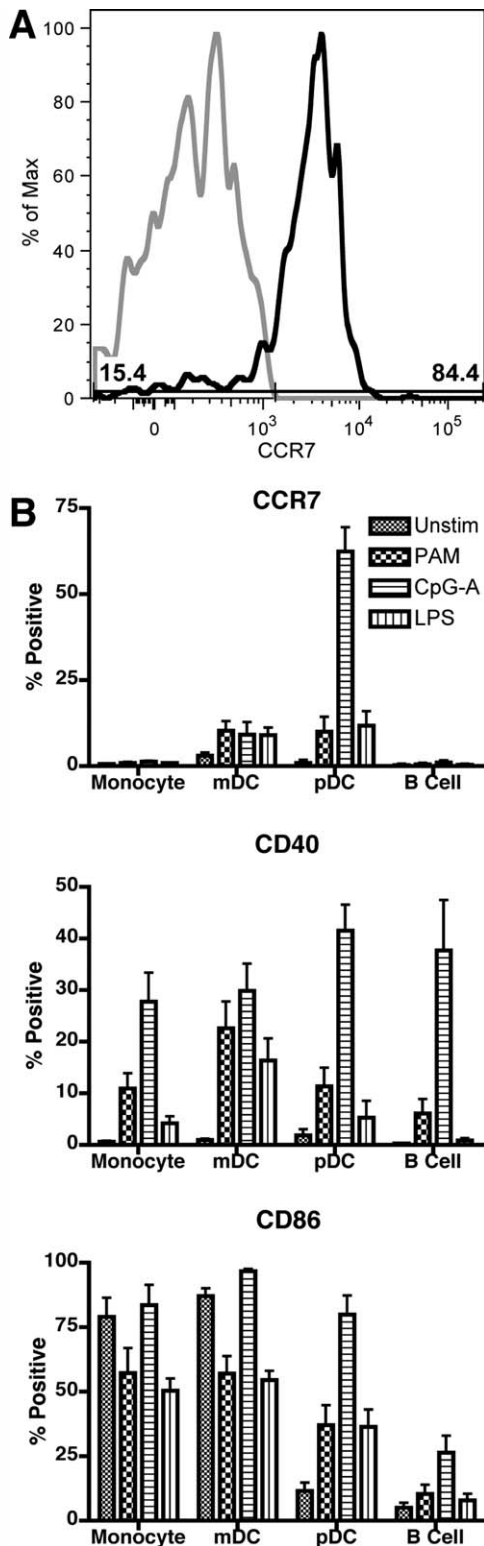 A
100
80
60
40
20
0
% of Max
15.4
84.4
0
10³
10⁴
10⁵
CCR7
B
CCR7
75
50
25
0
% Positive
Unstim
PAM
CpG-A
LPS
Monocyte mDC pDC B Cell
CD40
50
40
30
20
10
0
% Positive
Monocyte mDC pDC B Cell
CD86
100
75
50
25
0
% Positive
Monocyte mDC pDC B Cell